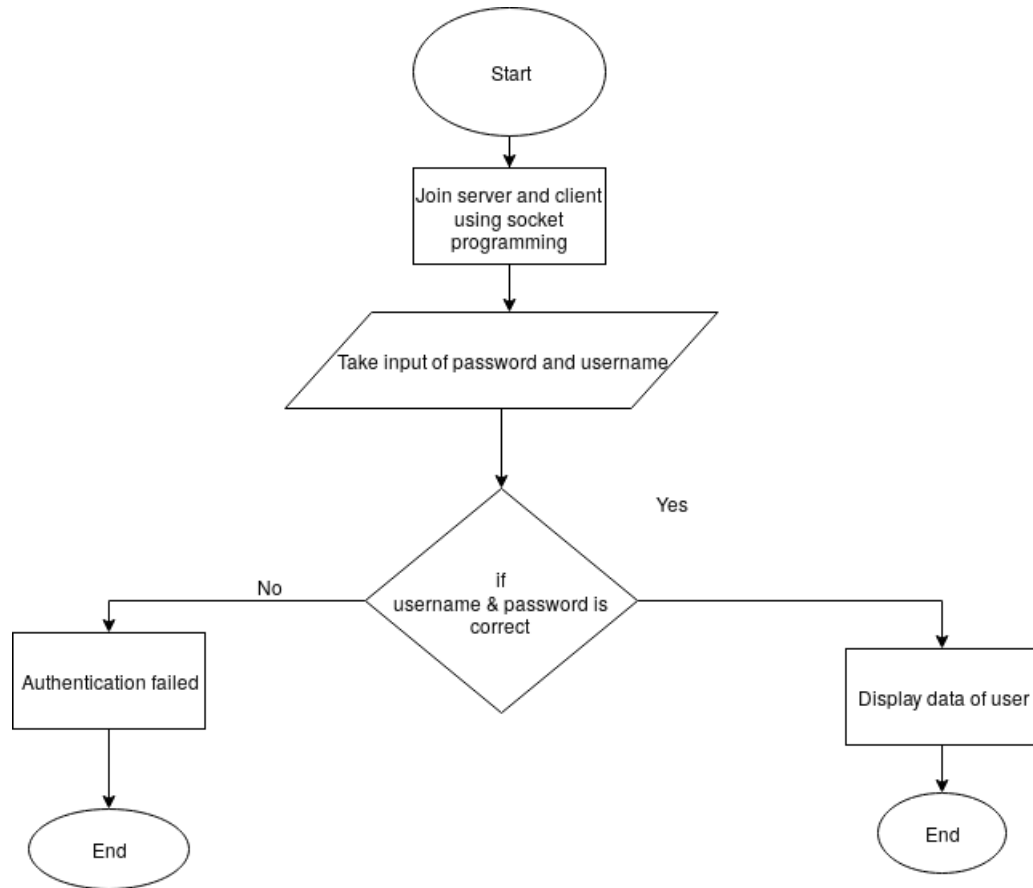 Start
Join server and client
using socket
programming
Take input of password and username
Yes
if
username & password is
correct
No
Authentication failed
Display data of user
End
End